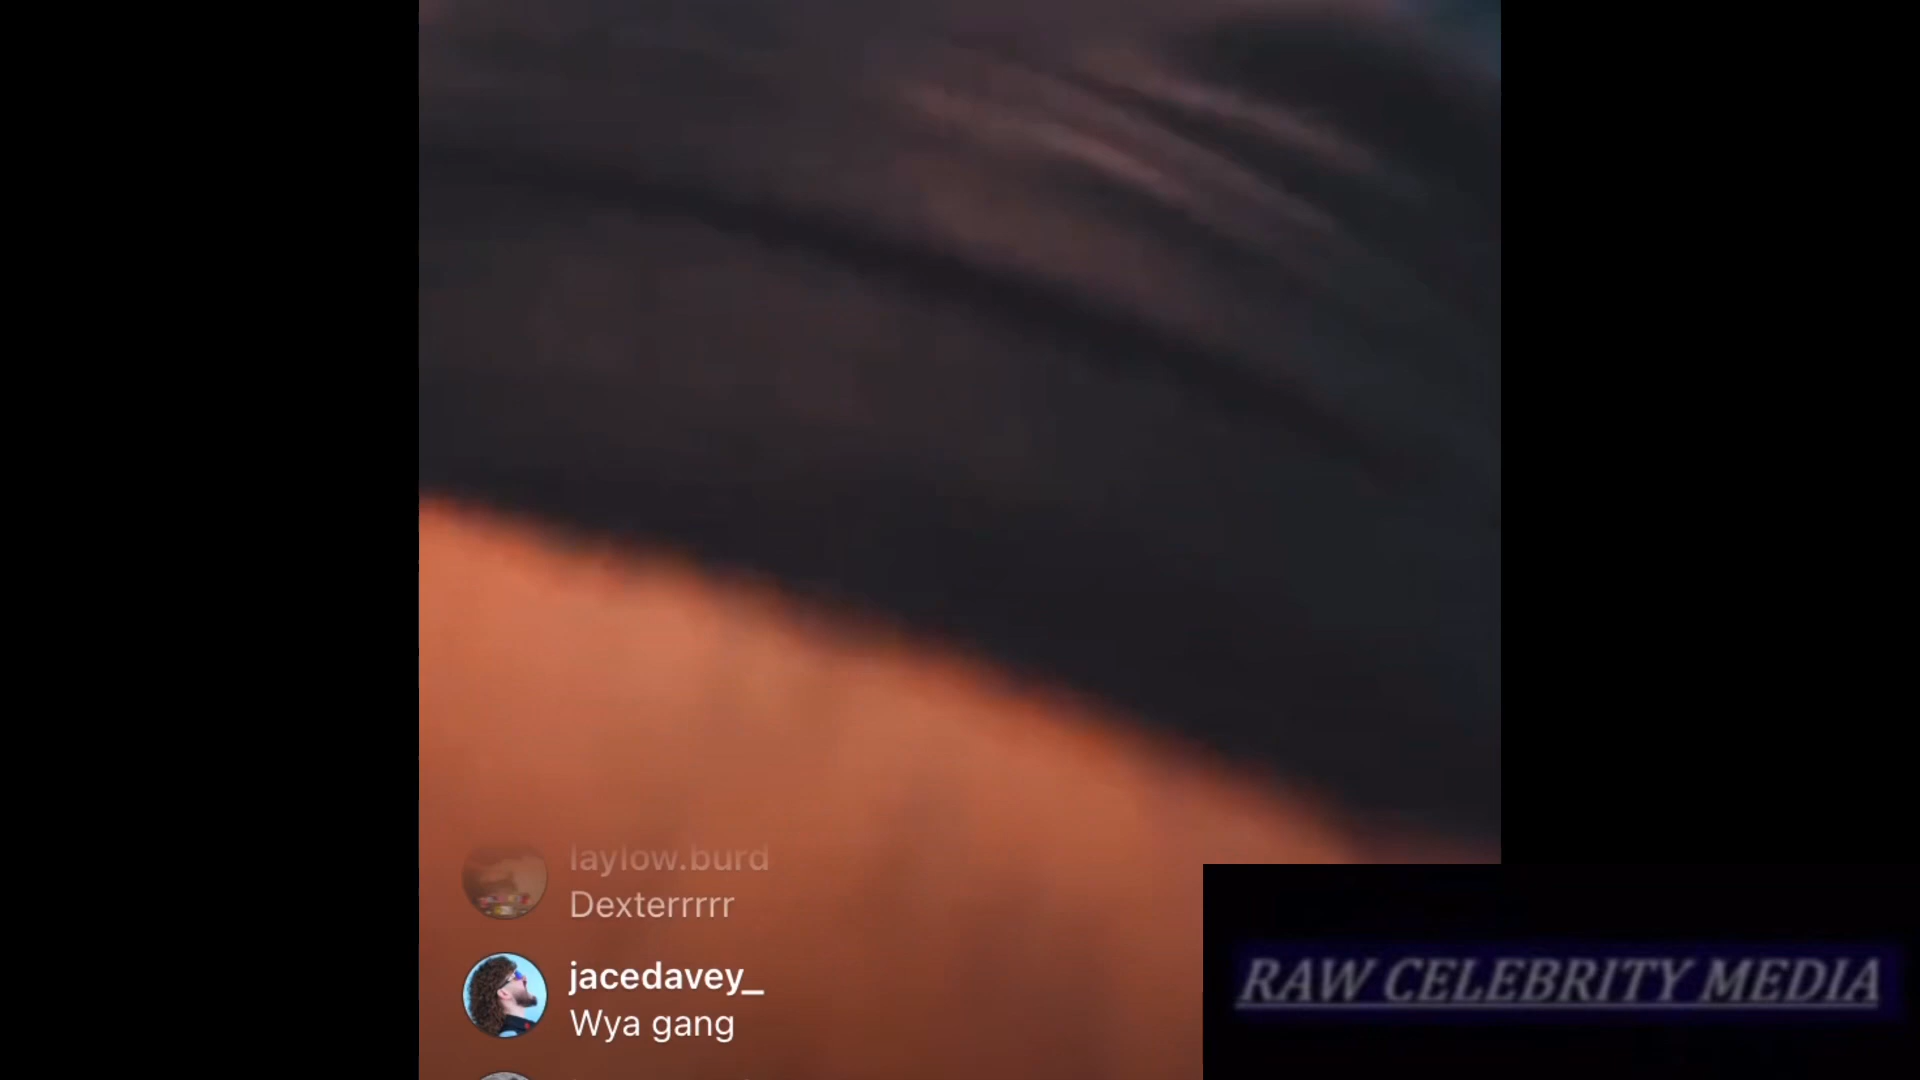 laylow.burd
Dexterrrrr
jacedavey_
Wya gang
RAW CELEBRITY MEDIA